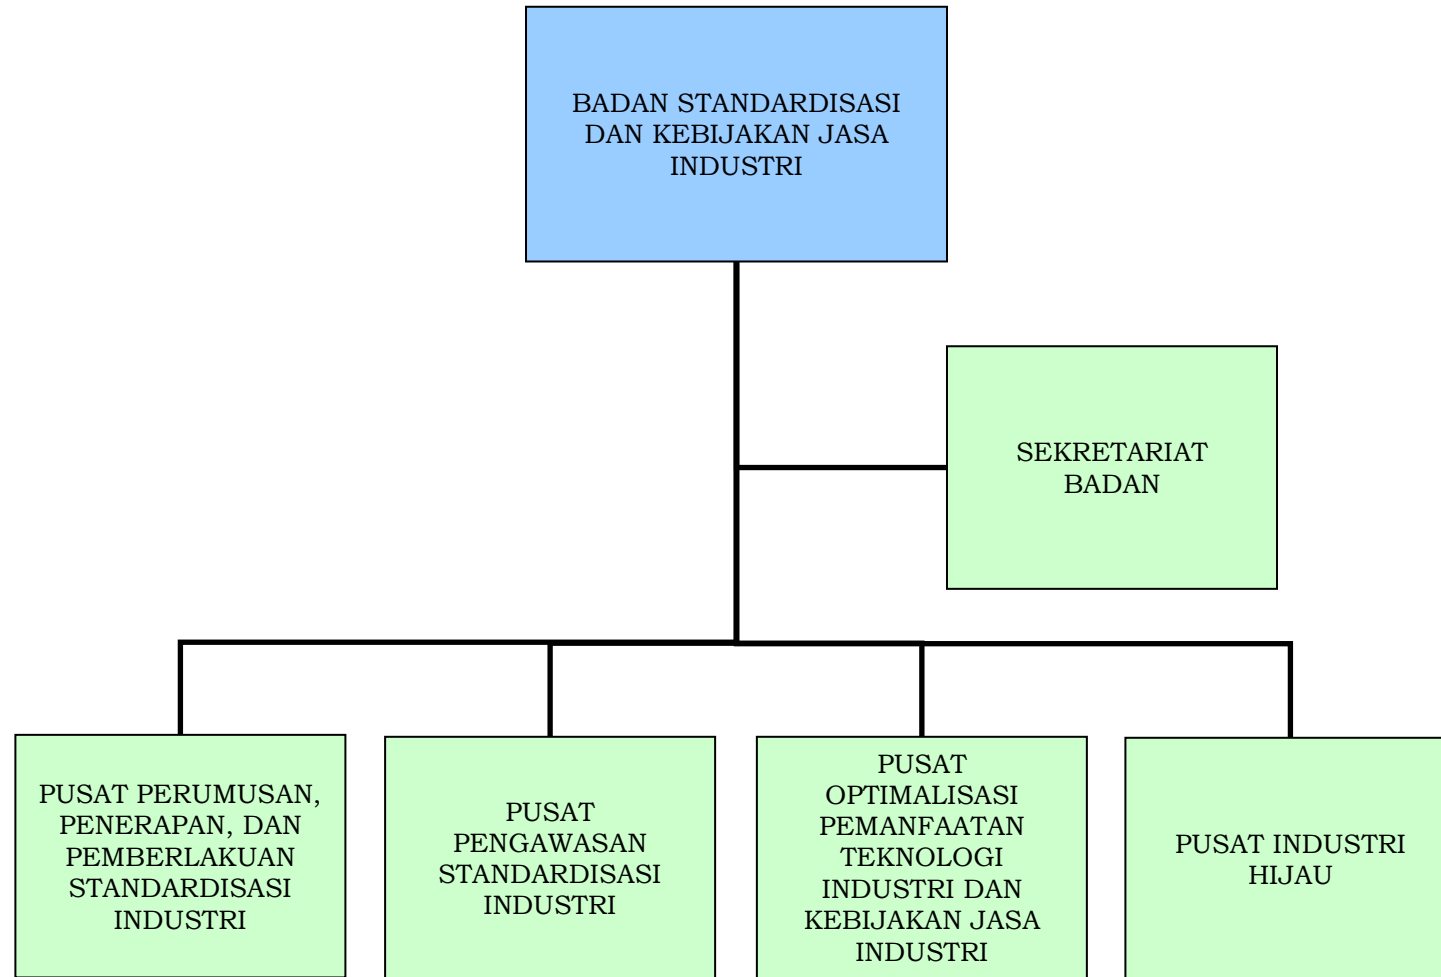 BADAN STANDARDISASI
DAN KEBIJAKAN JASA
INDUSTRI
SEKRETARIAT
BADAN
PUSAT PERUMUSAN,
PENERAPAN, DAN
PEMBERLAKUAN
STANDARDISASI
INDUSTRI
PUSAT
PENGAWASAN
STANDARDISASI
INDUSTRI
PUSAT
OPTIMALISASI
PEMANFAATAN
TEKNOLOGI
INDUSTRI DAN
KEBIJAKAN JASA
INDUSTRI
PUSAT INDUSTRI
HIJAU